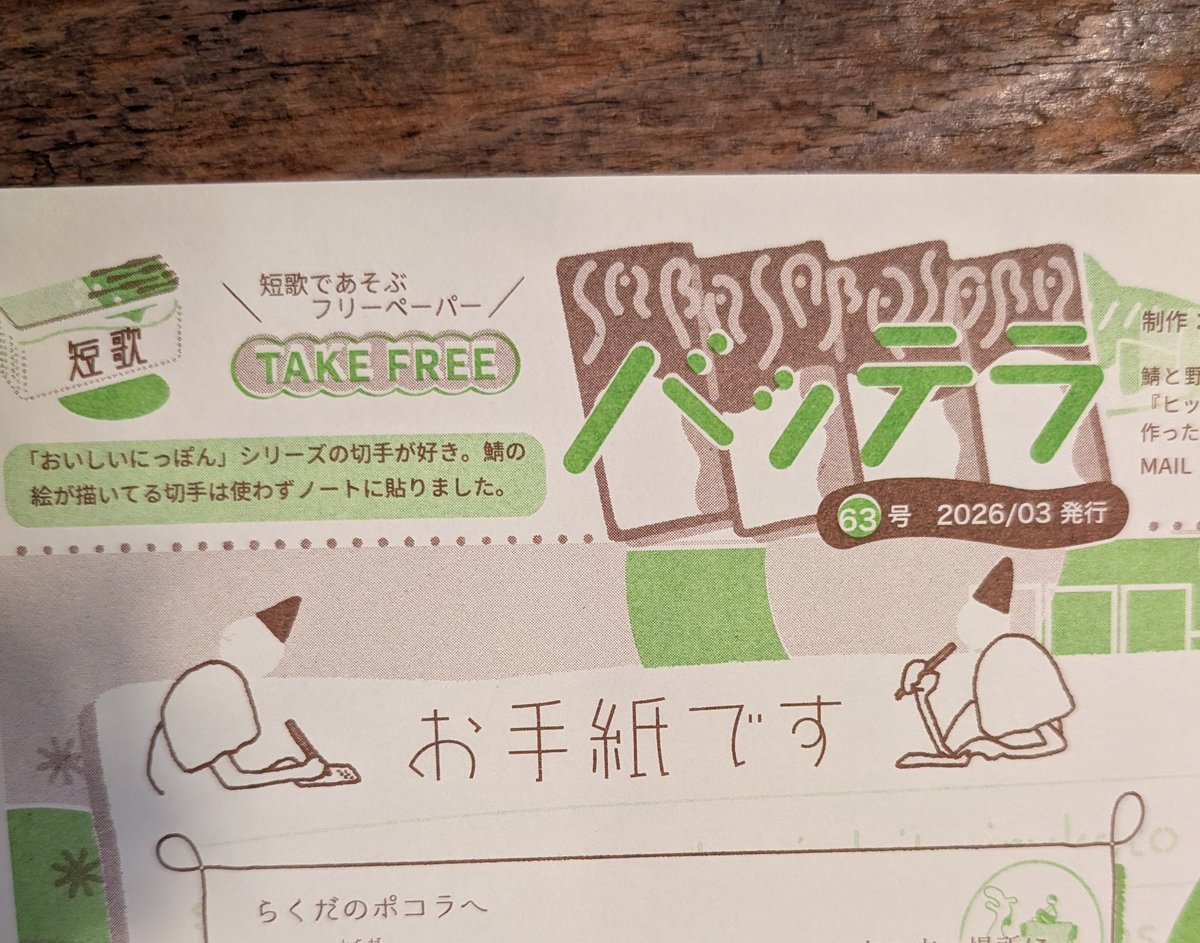 短歌
短歌であそぶ
フリーペーパー
TAKE FREE
「おいしいにっぽん」シリーズの切手が好き。鯖の
絵が描いてる切手は使わずノートに貼りました。
バッテラ
63号 2026/03 発行
制作
鯖と野
『ヒッ
作った
MAIL
お手紙です
らくだのポコラへ